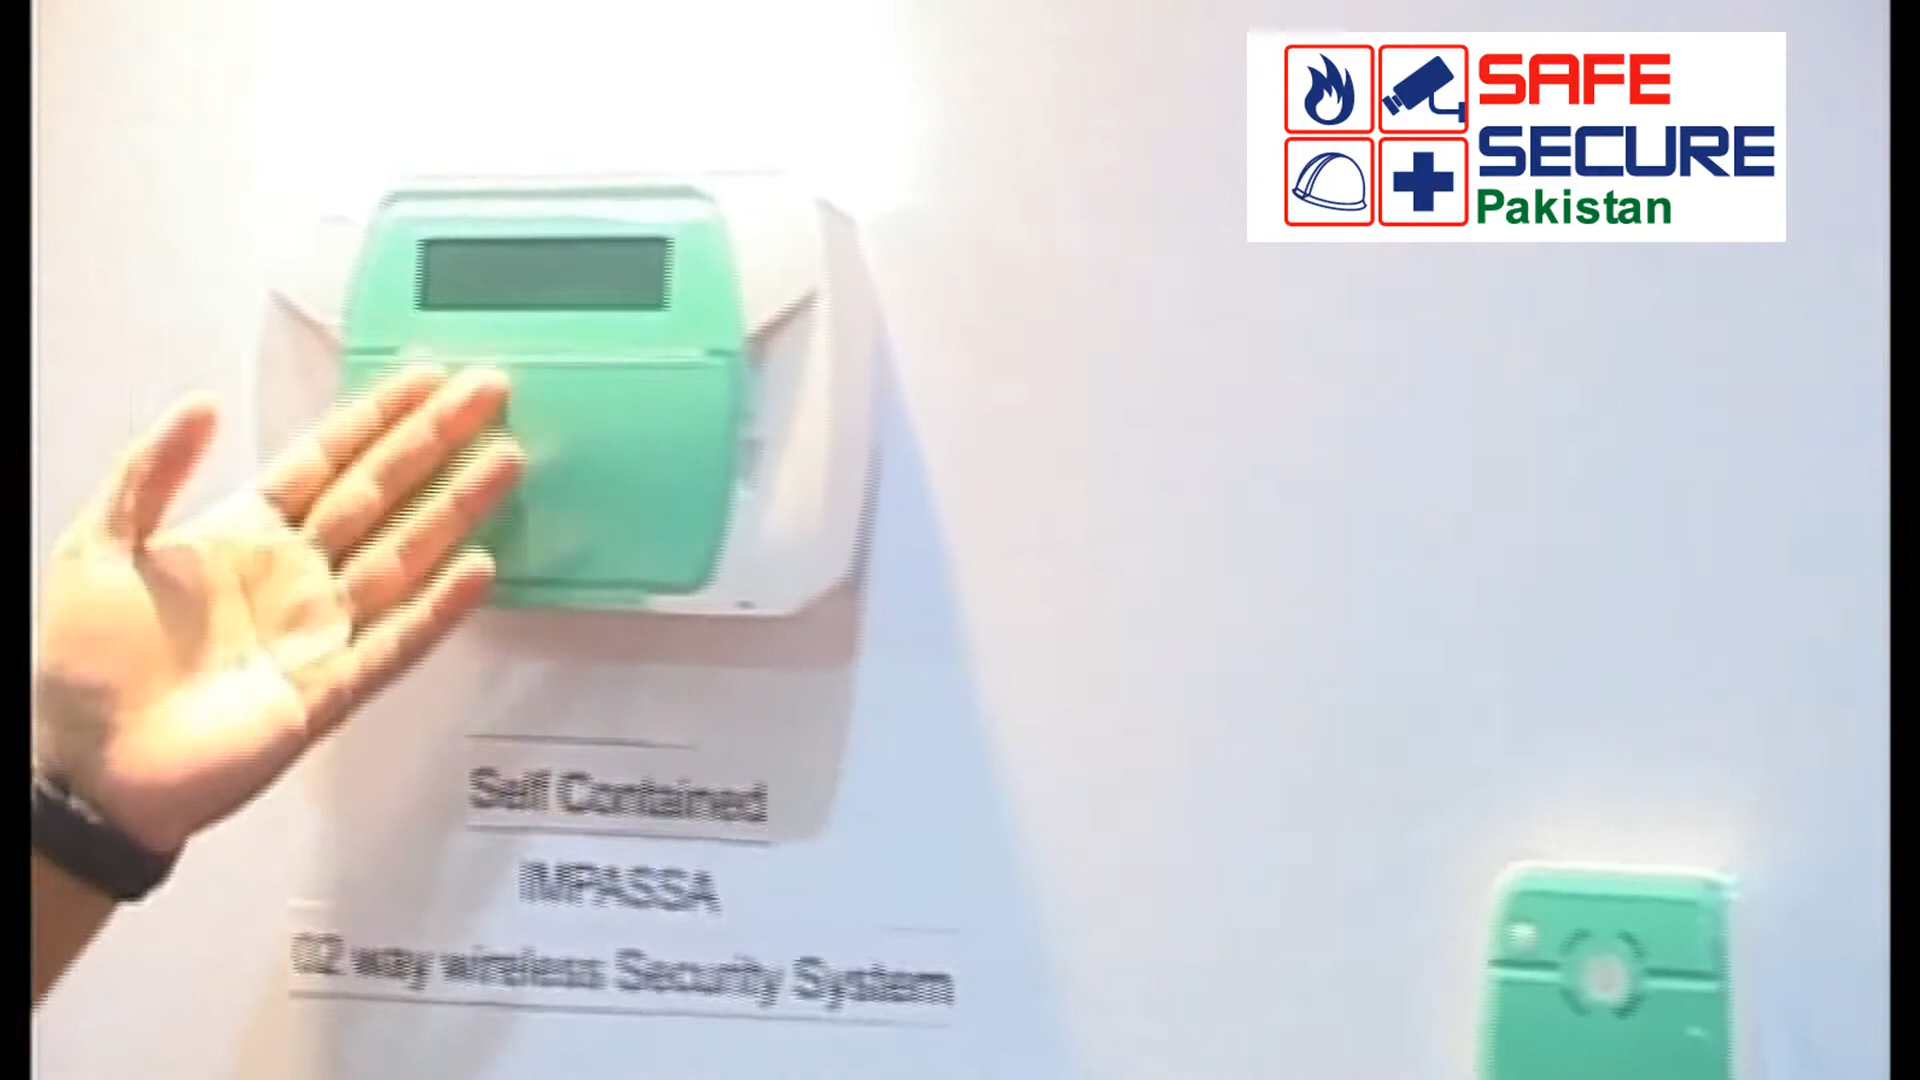 SAFE
SECURE
Pakistan
Self Contained
IMPASSA
02 way wireless Security System